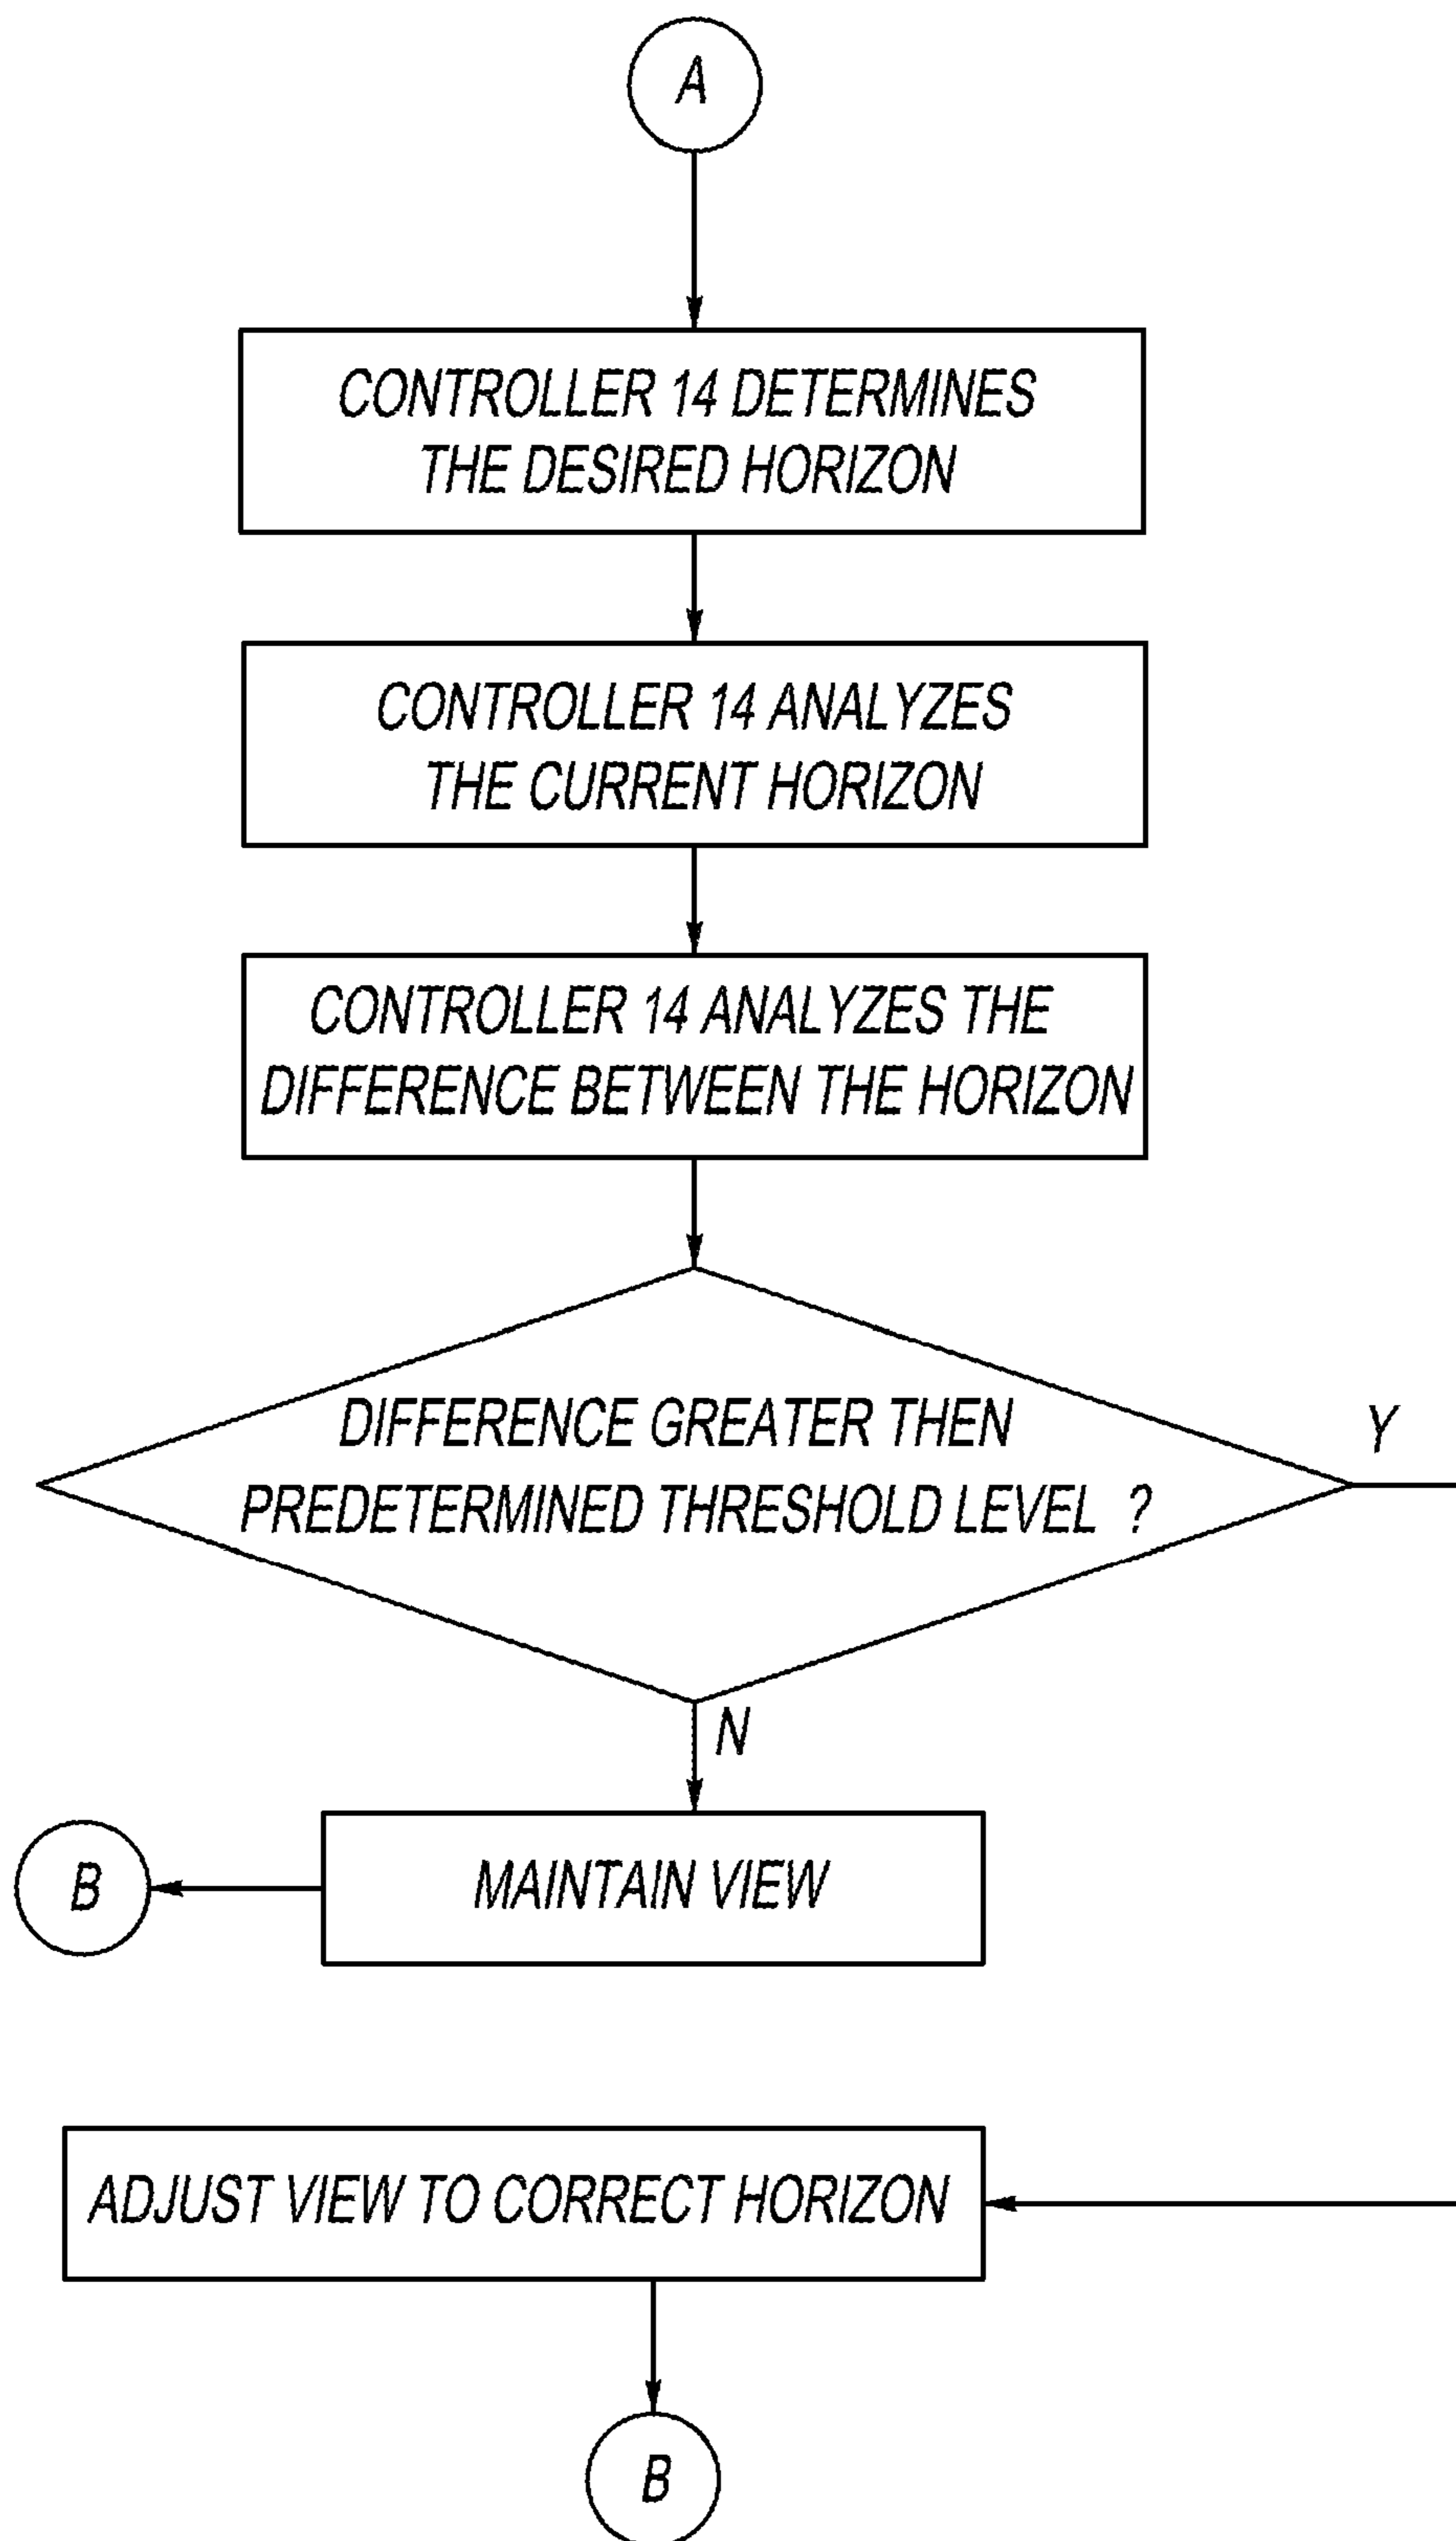 A
CONTROLLER 14 DETERMINES
THE DESIRED HORIZON
CONTROLLER 14 ANALYZES
THE CURRENT HORIZON
CONTROLLER 14 ANALYZES THE
DIFFERENCE BETWEEN THE HORIZON
DIFFERENCE GREATER THEN
PREDETERMINED THRESHOLD LEVEL ?
Y
N
B
MAINTAIN VIEW
ADJUST VIEW TO CORRECT HORIZON
B